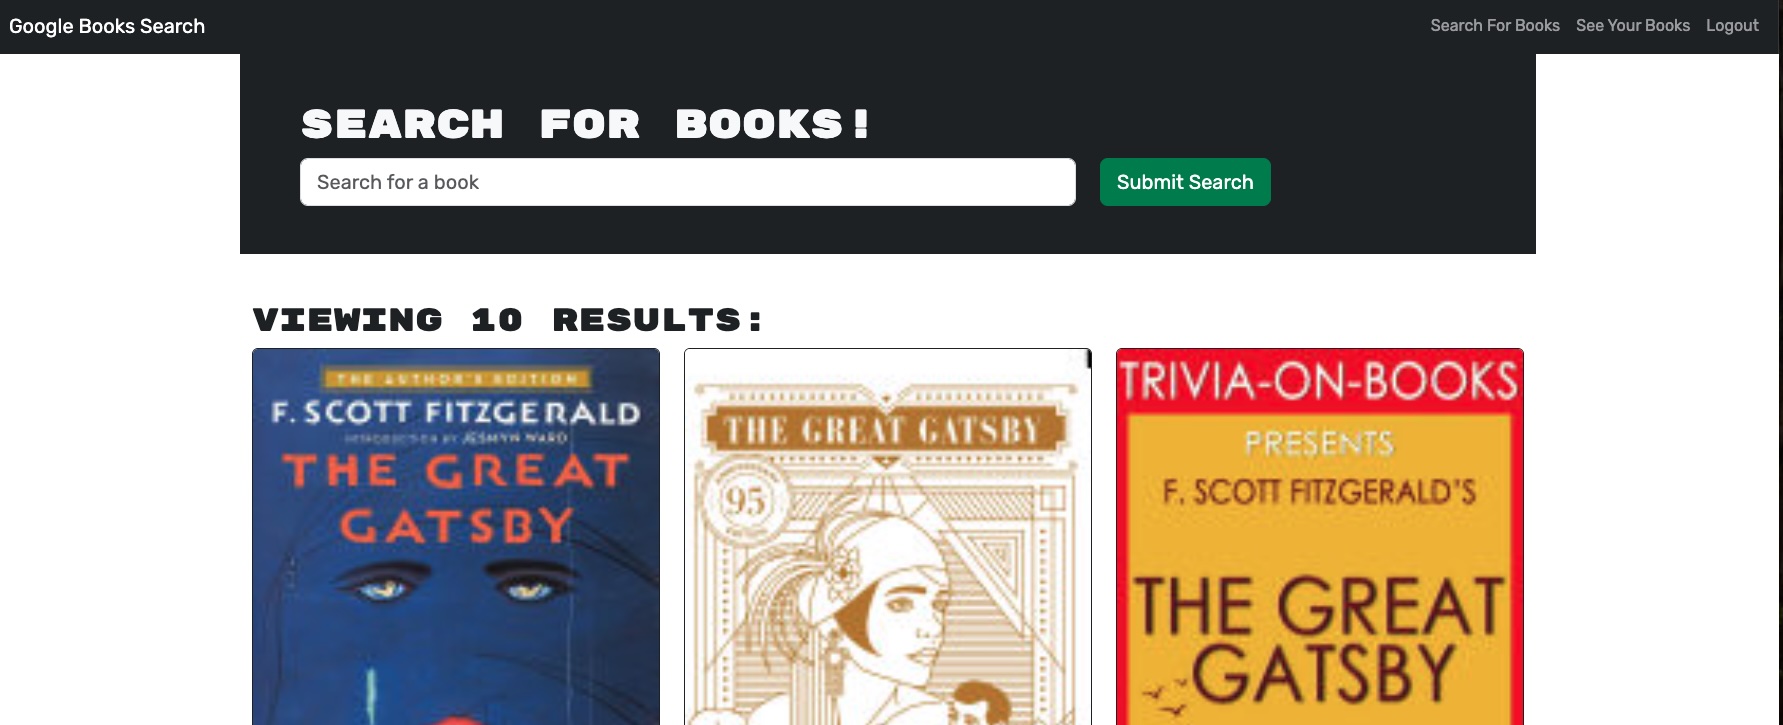 Google Books Search
Search For Books See Your Books Logout
SEARCH FOR BOOKS!
Search for a book
Submit Search
VIEWING 10 RESULTS:
THE AUTHOR'S EDITION
F. SCOTT FITZGERALD
INTRODUCTION BY JESMYN WARD
THE GREAT
GATSBY
THE GREAT GATSBY
95
TRIVIA-ON-BOOKS
PRESENTS
F. SCOTT FITZGERALD'S
THE GREAT
GATSBY